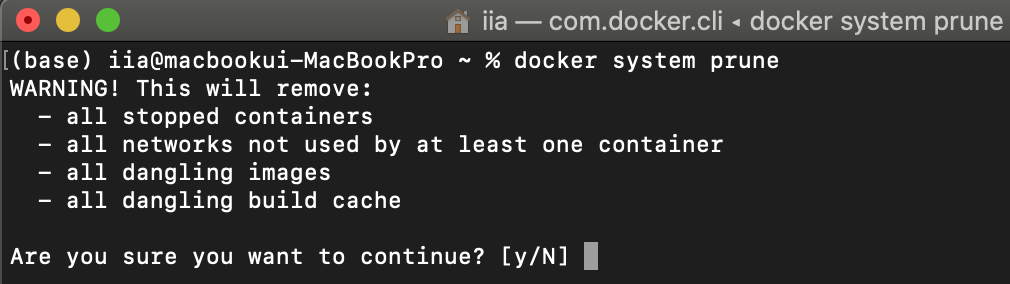 iia — com.docker.cli ◂ docker system prune
[(base) iia@macbookui-MacBookPro ~ % docker system prune
WARNING! This will remove:
  - all stopped containers
  - all networks not used by at least one container
  - all dangling images
  - all dangling build cache
Are you sure you want to continue? [y/N]